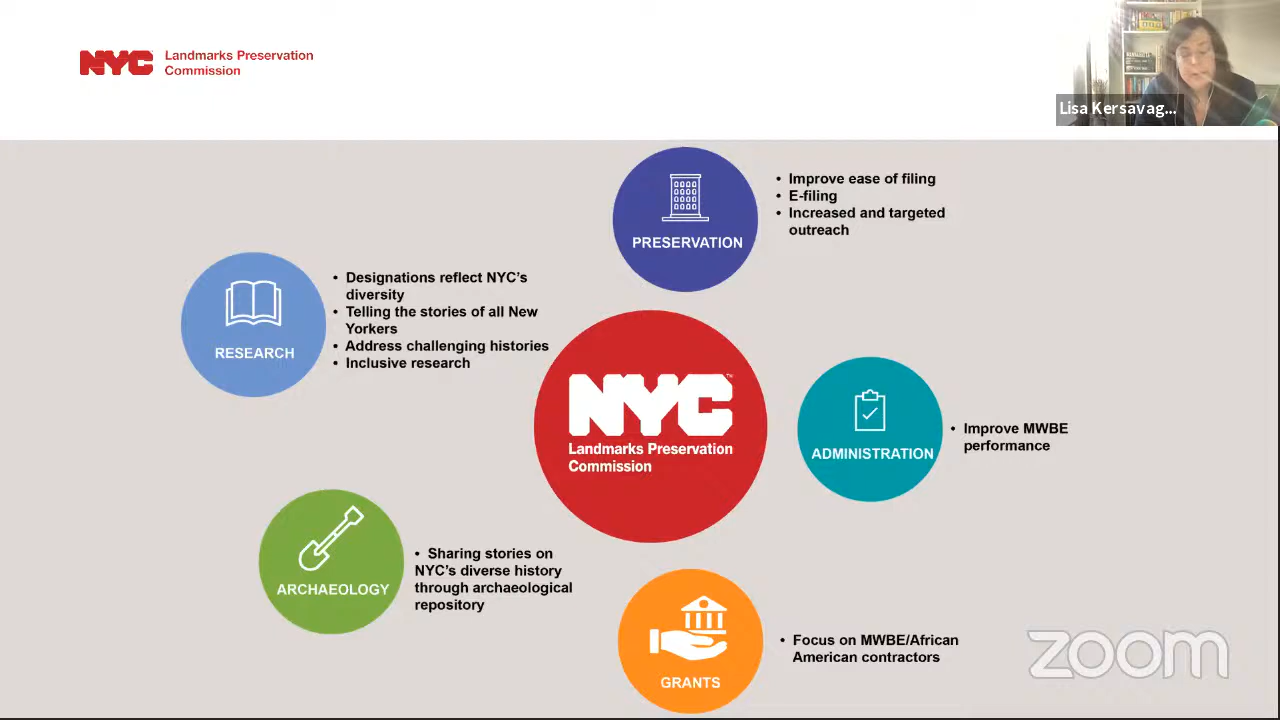 NYC Landmarks Preservation
Commission
Lisa Kersavag...
PRESERVATION
• Improve ease of filing
• E-filing
• Increased and targeted
outreach
RESEARCH
• Designations reflect NYC's
diversity
• Telling the stories of all New
Yorkers
• Address challenging histories
• Inclusive research
NYC™
Landmarks Preservation
Commission
ADMINISTRATION
• Improve MWBE
performance
ARCHAEOLOGY
• Sharing stories on
NYC's diverse history
through archaeological
repository
GRANTS
• Focus on MWBE/African
American contractors
zoom